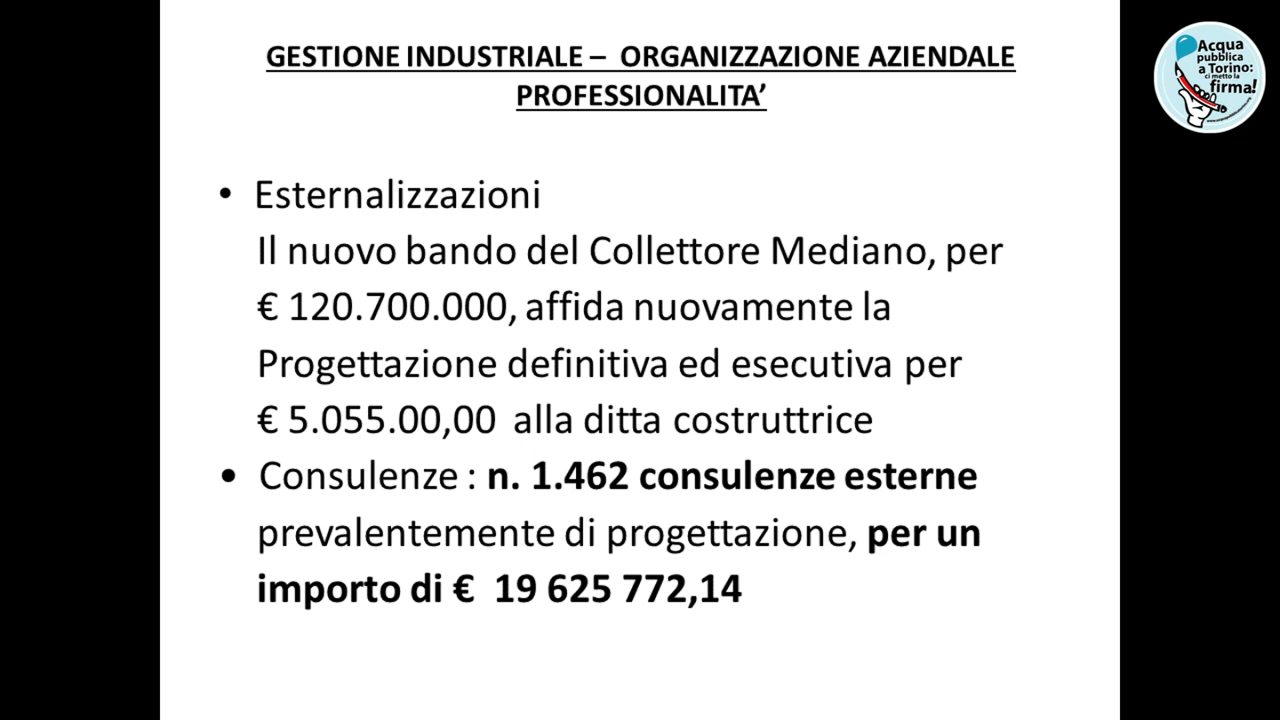 GESTIONE INDUSTRIALE – ORGANIZZAZIONE AZIENDALE
PROFESSIONALITA’
Acqua
pubblica
a Torino:
ci metto la
firma!
• Esternalizzazioni
Il nuovo bando del Collettore Mediano, per
€ 120.700.000, affida nuovamente la
Progettazione definitiva ed esecutiva per
€ 5.055.00,00 alla ditta costruttrice
• Consulenze : n. 1.462 consulenze esterne
prevalentemente di progettazione, per un
importo di € 19 625 772,14